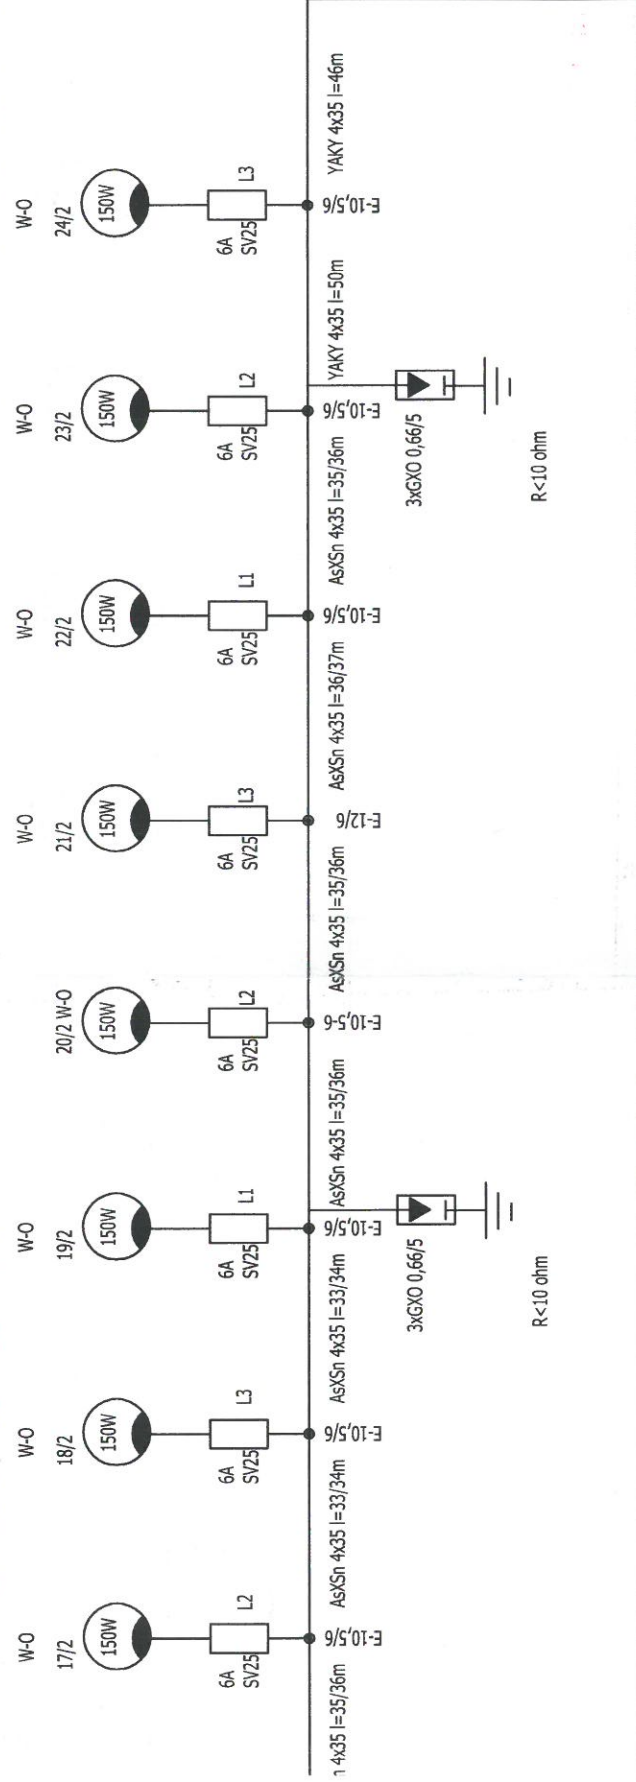 W-O
17/2
150W
6A
SV25
L2
n 4x35 l=35/36m
E-10,5/6
AsXSn 4x35 l=33/34m
W-O
18/2
150W
6A
SV25
L3
E-10,5/6
AsXSn 4x35 l=33/34m
W-O
19/2
150W
6A
SV25
L1
E-10,5/6
3xGXO 0,66/5
R<10 ohm
AsXSn 4x35 l=35/36m
20/2 W-O
150W
6A
SV25
L2
E-10,5-6
AsXSn 4x35 l=35/36m
W-O
21/2
150W
6A
SV25
L3
E-12/6
AsXSn 4x35 l=36/37m
W-O
22/2
150W
6A
SV25
L1
E-10,5/6
AsXSn 4x35 l=35/36m
W-O
23/2
150W
6A
SV25
L2
E-10,5/6
3xGXO 0,66/5
R<10 ohm
YAKY 4x35 l=50m
W-O
24/2
150W
6A
SV25
L3
E-10,5/6
YAKY 4x35 l=46m